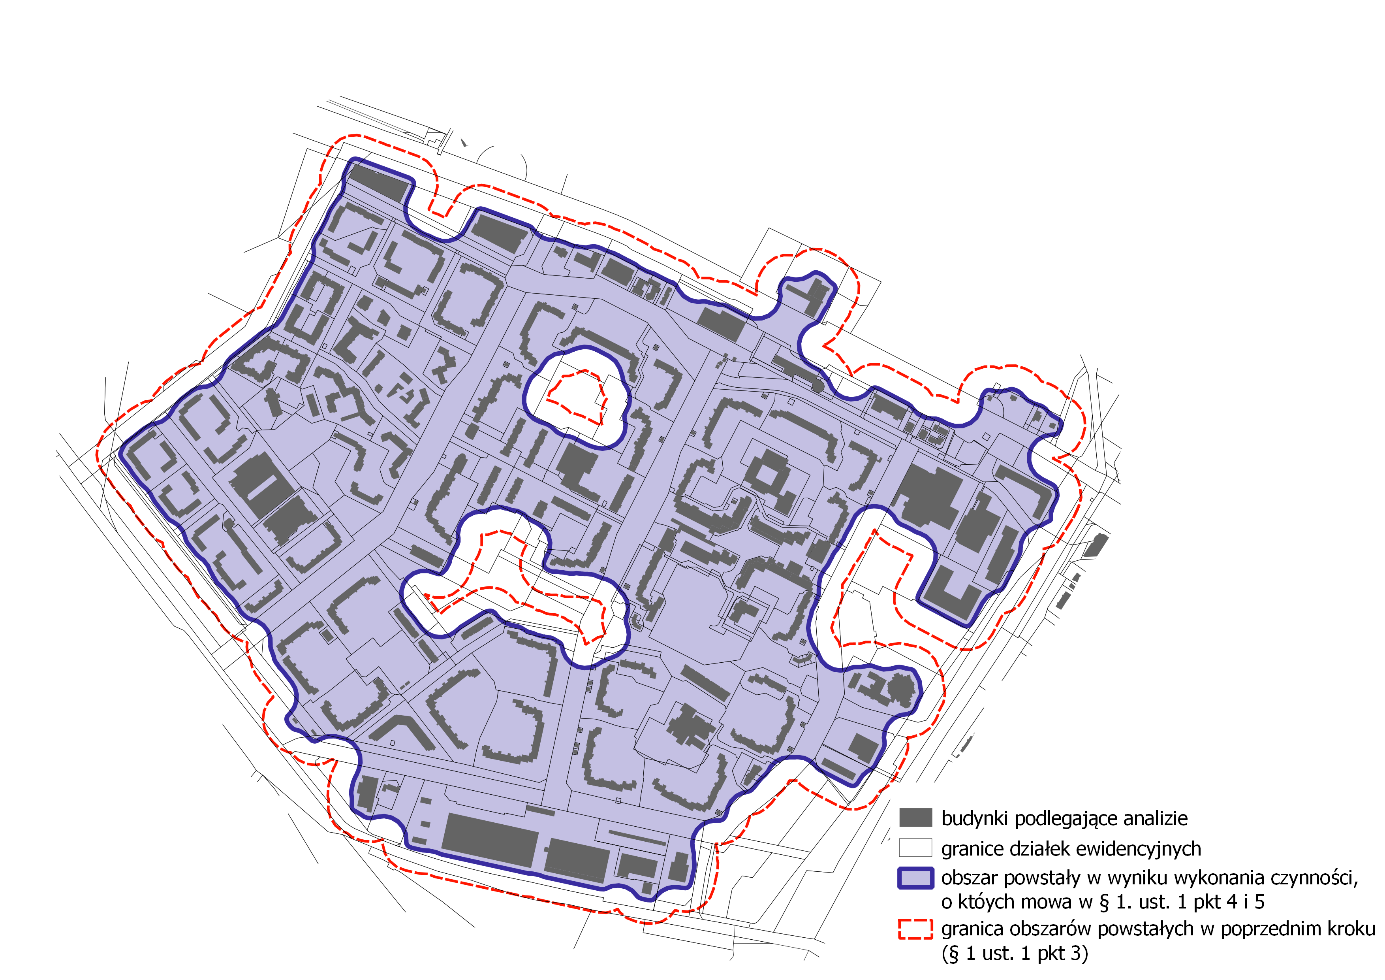 budynki podlegające analizie
granice działek ewidencyjnych
obszar powstały w wyniku wykonania czynności,
o któych mowa w § 1. ust. 1 pkt 4 i 5
granica obszarów powstałych w poprzednim kroku
(§ 1 ust. 1 pkt 3)